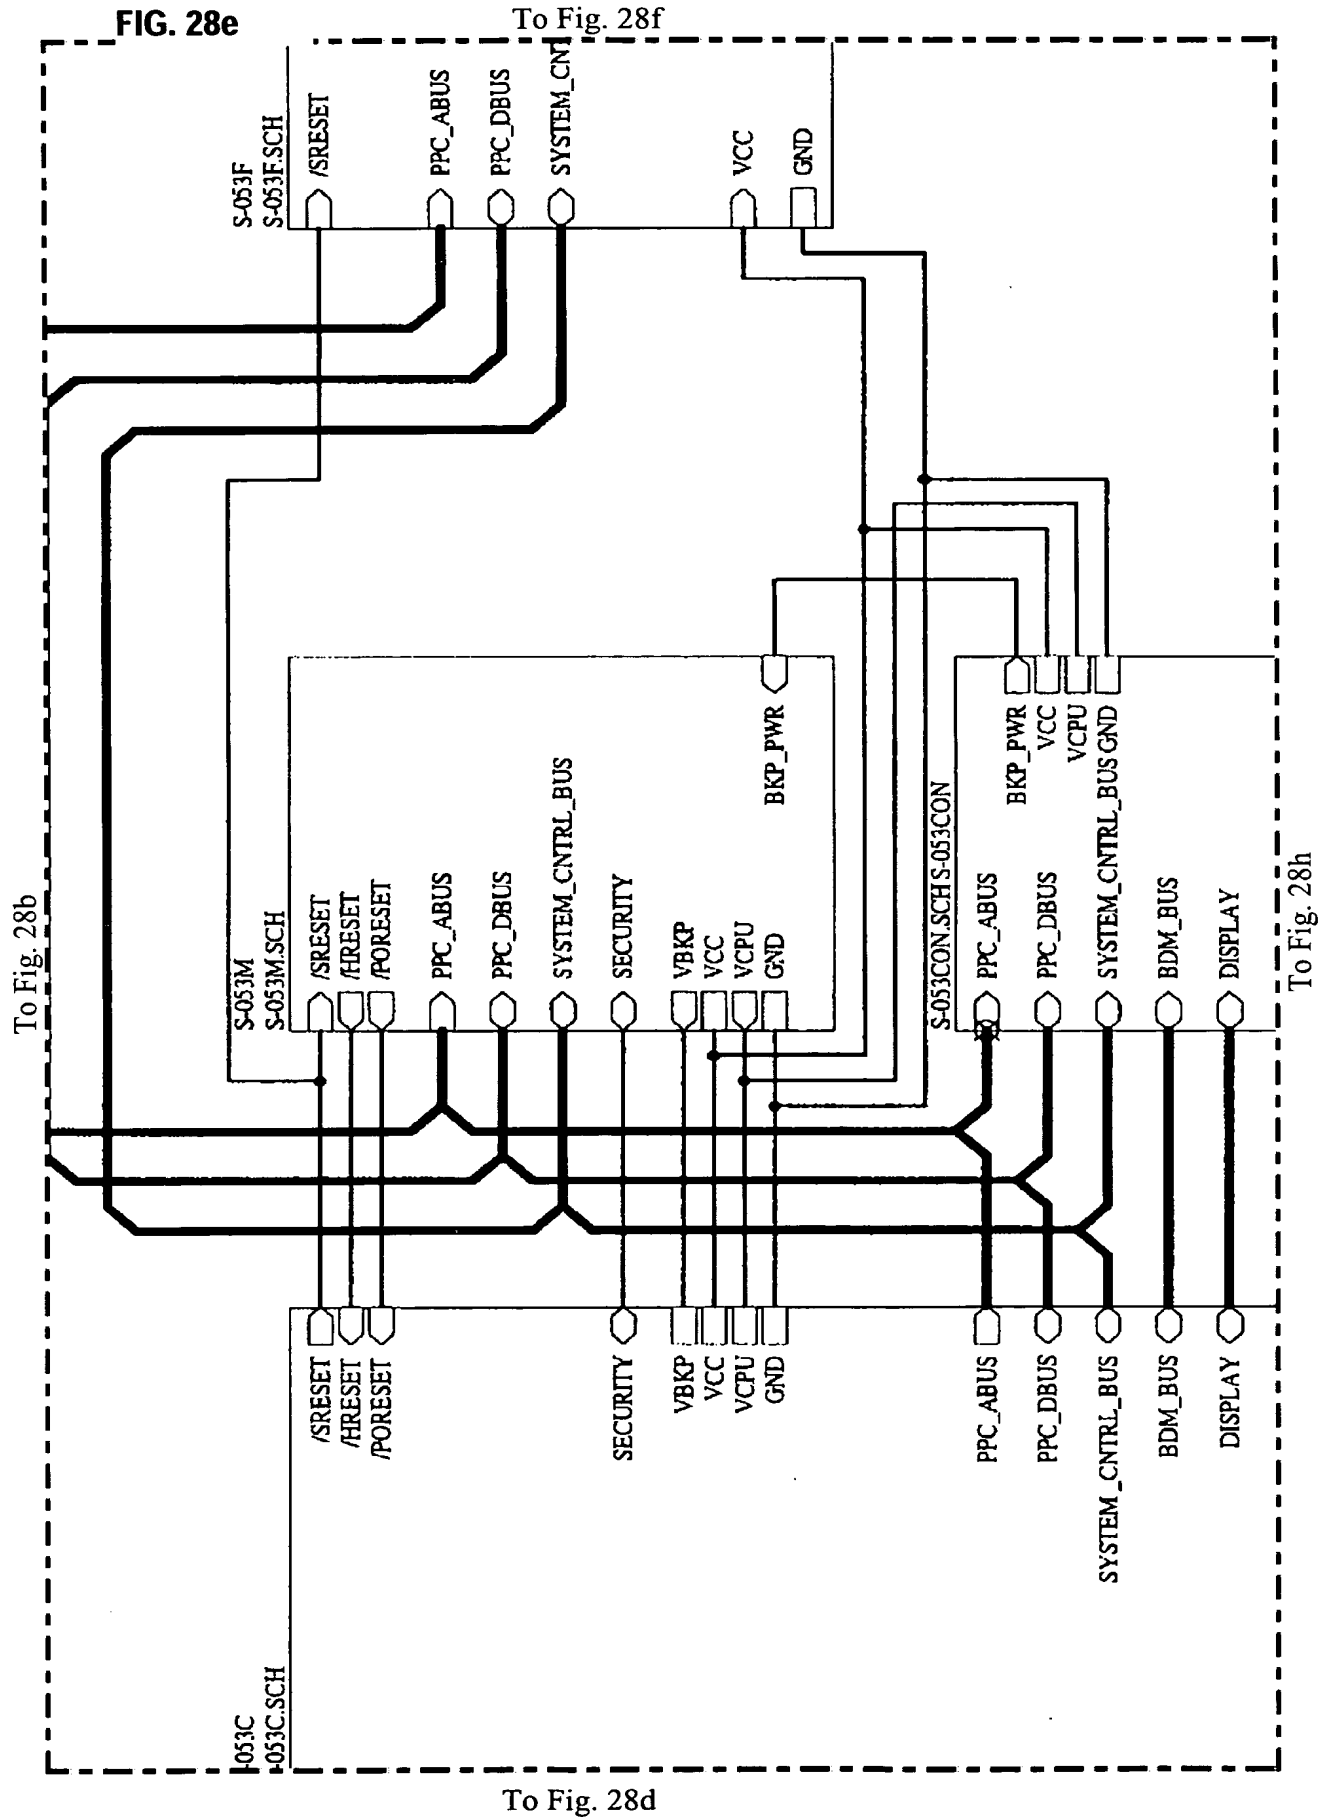 FIG. 28e
To Fig. 28f
S-053F
S-053F.SCH
/SRESET
PPC_ABUS
PPC_DBUS
SYSTEM_CNT
VCC
GND
To Fig. 28b
S-053M
S-053M.SCH
/SRESET
/HRESET
/PORESET
PPC_ABUS
PPC_DBUS
SYSTEM_CNTRL_BUS
SECURITY
VBKP
VCC
VCPU
GND
BKP_PWR
S-053CON.SCH S-053CON
BKP_PWR
VCC
VCPU
GND
PPC_ABUS
PPC_DBUS
SYSTEM_CNTRL_BUS
BDM_BUS
DISPLAY
To Fig. 28h
-053C
-053C.SCH
/SRESET
/HRESET
/PORESET
SECURITY
VBKP
VCC
VCPU
GND
PPC_ABUS
PPC_DBUS
SYSTEM_CNTRL_BUS
BDM_BUS
DISPLAY
To Fig. 28d